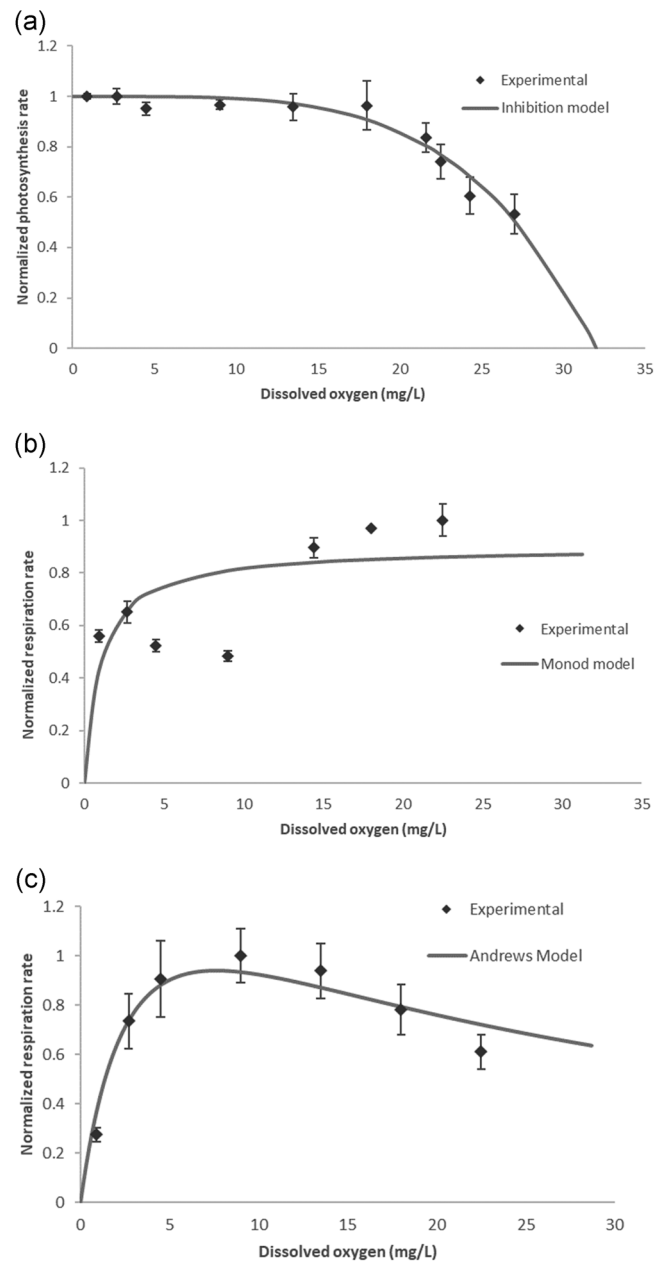 (a)
1.2
1
0.8
0.6
0.4
0.2
0
Normalized photosynthesis rate
Experimental
Inhibition model
0 5 10 15 20 25 30 35
Dissolved oxygen (mg/L)
(b)
1.2
1
0.8
0.6
0.4
0.2
0
Normalized respiration rate
Experimental
Monod model
0 5 10 15 20 25 30 35
Dissolved oxygen (mg/L)
(c)
1.2
1
0.8
0.6
0.4
0.2
0
Normalized respiration rate
Experimental
Andrews Model
0 5 10 15 20 25 30
Dissolved oxygen (mg/L)